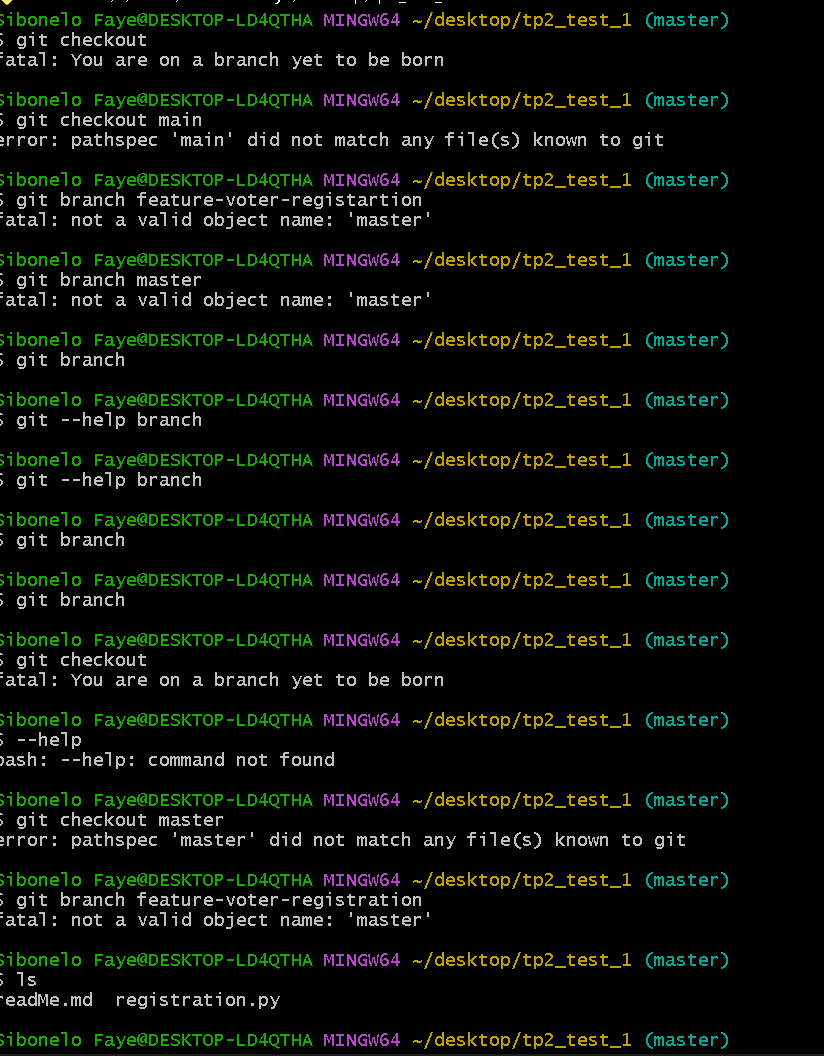 Sibonelo Faye@DESKTOP-LD4QTHA MINGW64 ~/desktop/tp2_test_1 (master)
$ git checkout
fatal: You are on a branch yet to be born
Sibonelo Faye@DESKTOP-LD4QTHA MINGW64 ~/desktop/tp2_test_1 (master)
$ git checkout main
error: pathspec 'main' did not match any file(s) known to git
Sibonelo Faye@DESKTOP-LD4QTHA MINGW64 ~/desktop/tp2_test_1 (master)
$ git branch feature-voter-registartion
fatal: not a valid object name: 'master'
Sibonelo Faye@DESKTOP-LD4QTHA MINGW64 ~/desktop/tp2_test_1 (master)
$ git branch master
fatal: not a valid object name: 'master'
Sibonelo Faye@DESKTOP-LD4QTHA MINGW64 ~/desktop/tp2_test_1 (master)
$ git branch
Sibonelo Faye@DESKTOP-LD4QTHA MINGW64 ~/desktop/tp2_test_1 (master)
$ git --help branch
Sibonelo Faye@DESKTOP-LD4QTHA MINGW64 ~/desktop/tp2_test_1 (master)
$ git --help branch
Sibonelo Faye@DESKTOP-LD4QTHA MINGW64 ~/desktop/tp2_test_1 (master)
$ git branch
Sibonelo Faye@DESKTOP-LD4QTHA MINGW64 ~/desktop/tp2_test_1 (master)
$ git branch
Sibonelo Faye@DESKTOP-LD4QTHA MINGW64 ~/desktop/tp2_test_1 (master)
$ git checkout
fatal: You are on a branch yet to be born
Sibonelo Faye@DESKTOP-LD4QTHA MINGW64 ~/desktop/tp2_test_1 (master)
$ --help
bash: --help: command not found
Sibonelo Faye@DESKTOP-LD4QTHA MINGW64 ~/desktop/tp2_test_1 (master)
$ git checkout master
error: pathspec 'master' did not match any file(s) known to git
Sibonelo Faye@DESKTOP-LD4QTHA MINGW64 ~/desktop/tp2_test_1 (master)
$ git branch feature-voter-registration
fatal: not a valid object name: 'master'
Sibonelo Faye@DESKTOP-LD4QTHA MINGW64 ~/desktop/tp2_test_1 (master)
$ ls
readMe.md  registration.py
Sibonelo Faye@DESKTOP-LD4QTHA MINGW64 ~/desktop/tp2_test_1 (master)